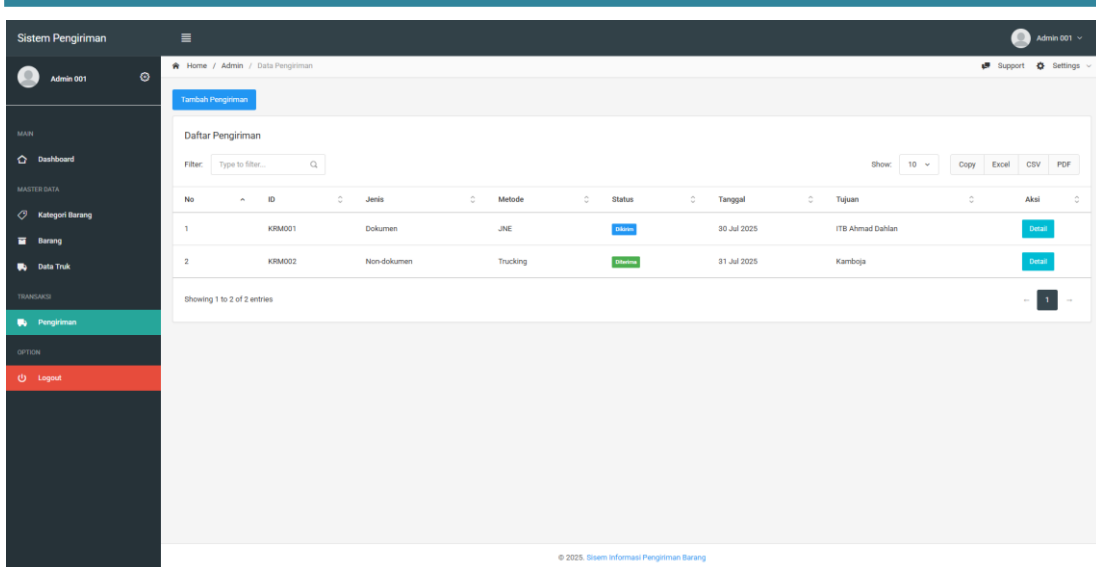 Sistem Pengiriman
Admin 001
Admin 001
Home / Admin / Data Pengiriman
Support Settings
Tambah Pengiriman
MAIN
Dashboard
MASTER DATA
Kategori Barang
Barang
Data Truk
TRANSAKSI
Pengiriman
OPTION
Logout
Daftar Pengiriman
Filter: Type to filter... Show: 10 Copy Excel CSV PDF
No ID Jenis Metode Status Tanggal Tujuan Aksi
1 KRM001 Dokumen JNE Dikirim 30 Jul 2025 ITB Ahmad Dahlan Detail
2 KRM002 Non-dokumen Trucking Diterima 31 Jul 2025 Kamboja Detail
Showing 1 to 2 of 2 entries ← 1 →
© 2025. Sisem Informasi Pengiriman Barang